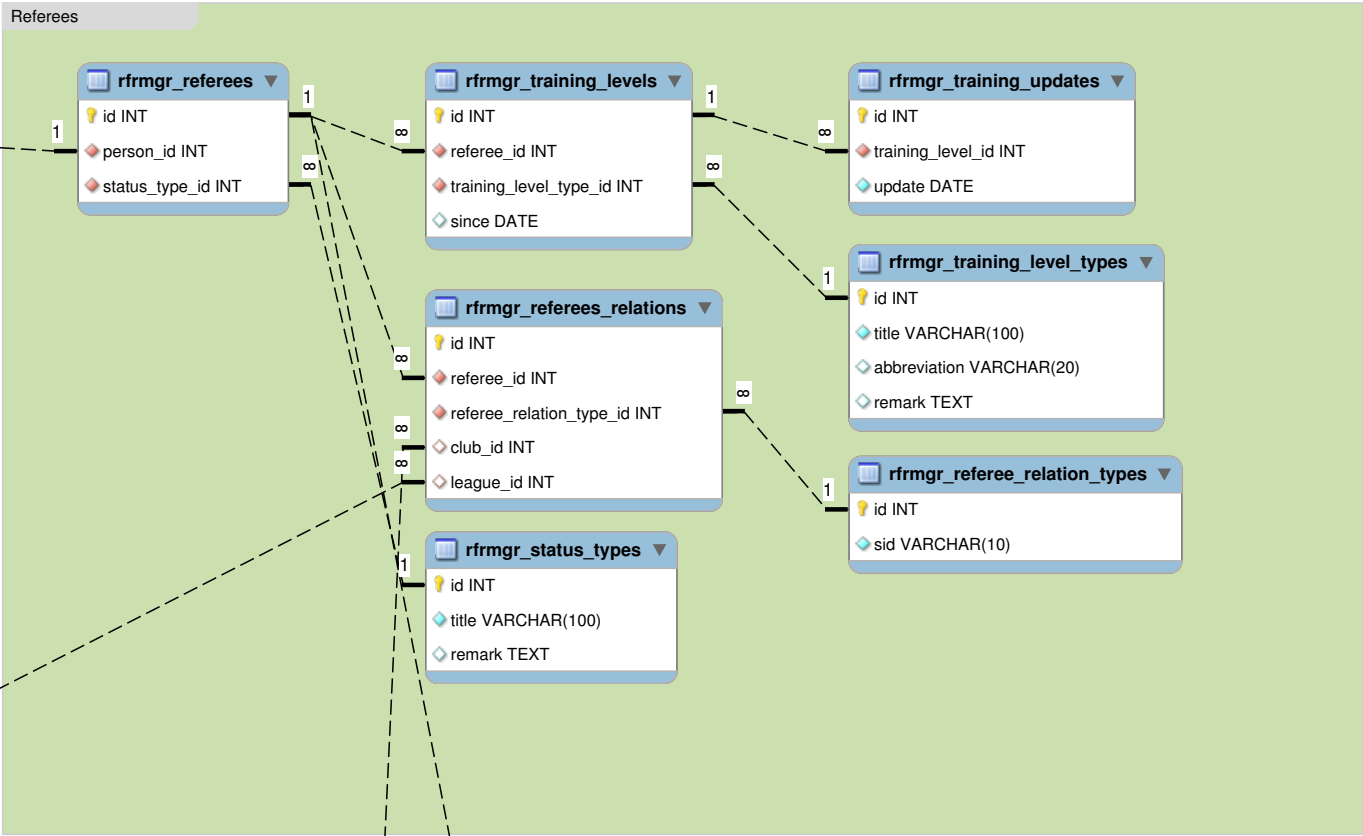 Referees
rfrmgr_referees
id INT
person_id INT
status_type_id INT
1
1
∞
rfrmgr_training_levels
id INT
referee_id INT
training_level_type_id INT
since DATE
∞
1
∞
rfrmgr_training_updates
id INT
training_level_id INT
update DATE
∞
rfrmgr_training_level_types
id INT
title VARCHAR(100)
abbreviation VARCHAR(20)
remark TEXT
1
rfrmgr_referees_relations
id INT
referee_id INT
referee_relation_type_id INT
club_id INT
league_id INT
∞
∞
∞
∞
rfrmgr_referee_relation_types
id INT
sid VARCHAR(10)
1
rfrmgr_status_types
id INT
title VARCHAR(100)
remark TEXT
1